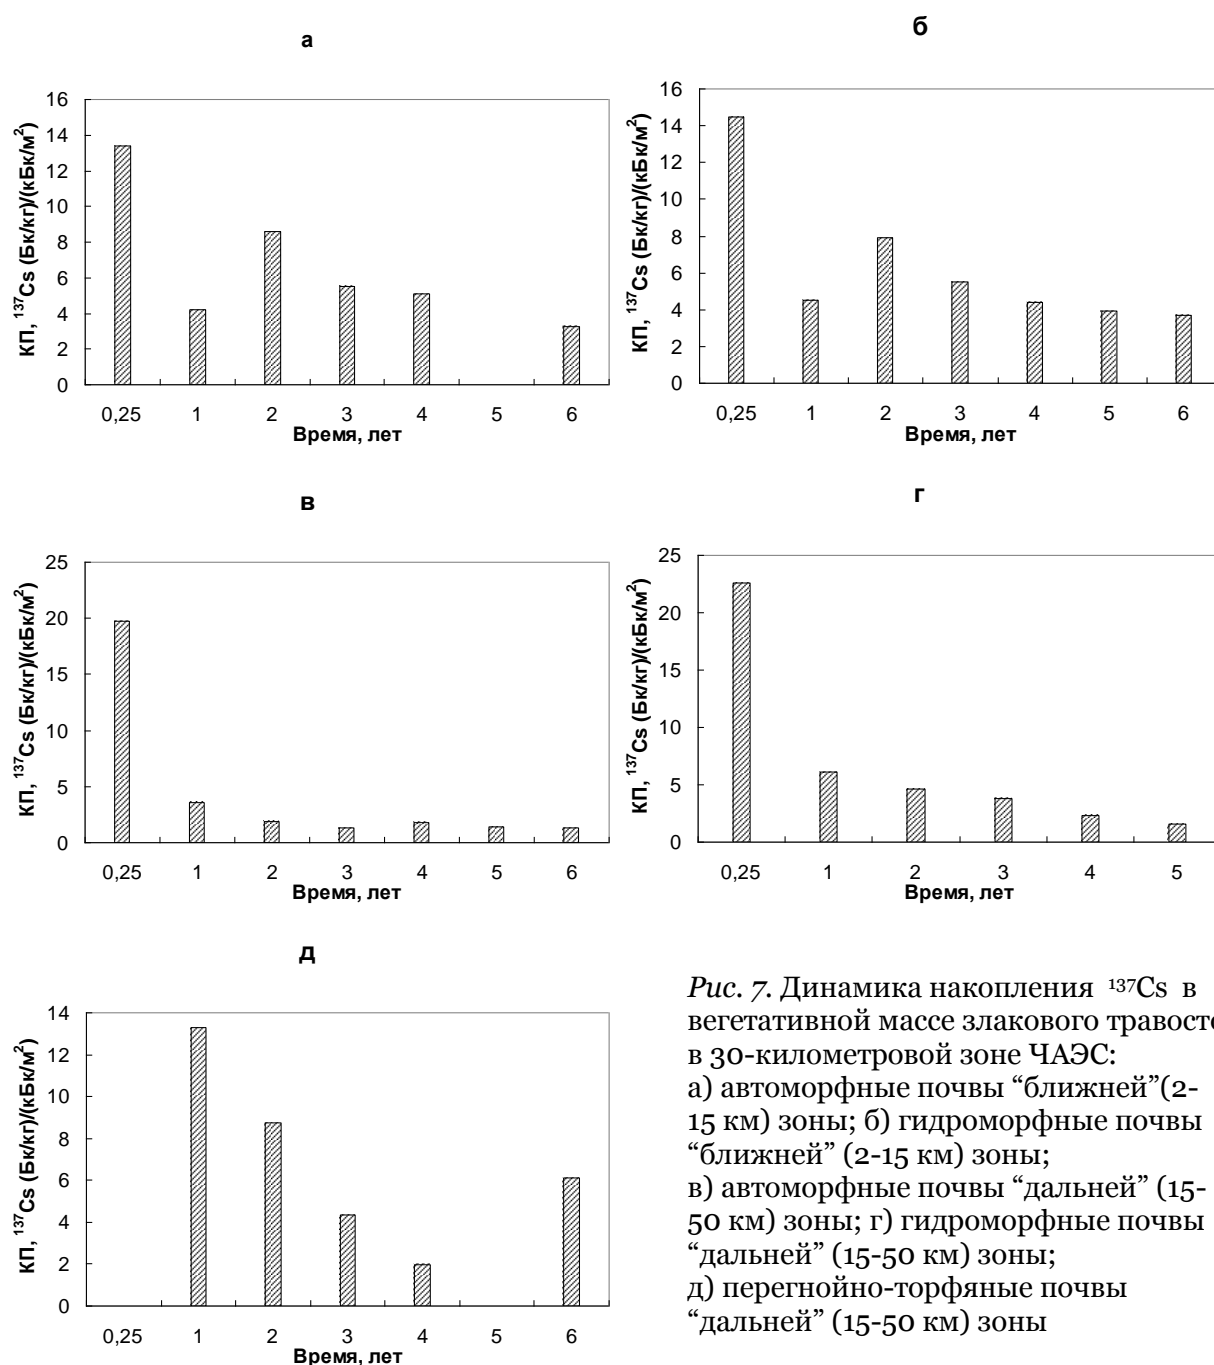 а
КП, ¹³⁷Cs (Бк/кг)/(кБк/м²)
16
14
12
10
8
6
4
2
0
0,25 1 2 3 4 5 6
Время, лет
б
КП, ¹³⁷Cs (Бк/кг)/(кБк/м²)
16
14
12
10
8
6
4
2
0
0,25 1 2 3 4 5 6
Время, лет
в
КП, ¹³⁷Cs (Бк/кг)/(кБк/м²)
25
20
15
10
5
0
0,25 1 2 3 4 5 6
Время, лет
г
КП, ¹³⁷Cs (Бк/кг)/(кБк/м²)
25
20
15
10
5
0
0,25 1 2 3 4 5
Время, лет
д
КП, ¹³⁷Cs (Бк/кг)/(кБк/м²)
14
12
10
8
6
4
2
0
0,25 1 2 3 4 5 6
Время, лет
Рис. 7. Динамика накопления ¹³⁷Cs в
вегетативной массе злакового травосто
в 30-километровой зоне ЧАЭС:
а) автоморфные почвы “ближней”(2-
15 км) зоны; б) гидроморфные почвы
“ближней” (2-15 км) зоны;
в) автоморфные почвы “дальней” (15-
50 км) зоны; г) гидроморфные почвы
“дальней” (15-50 км) зоны;
д) перегнойно-торфяные почвы
“дальней” (15-50 км) зоны